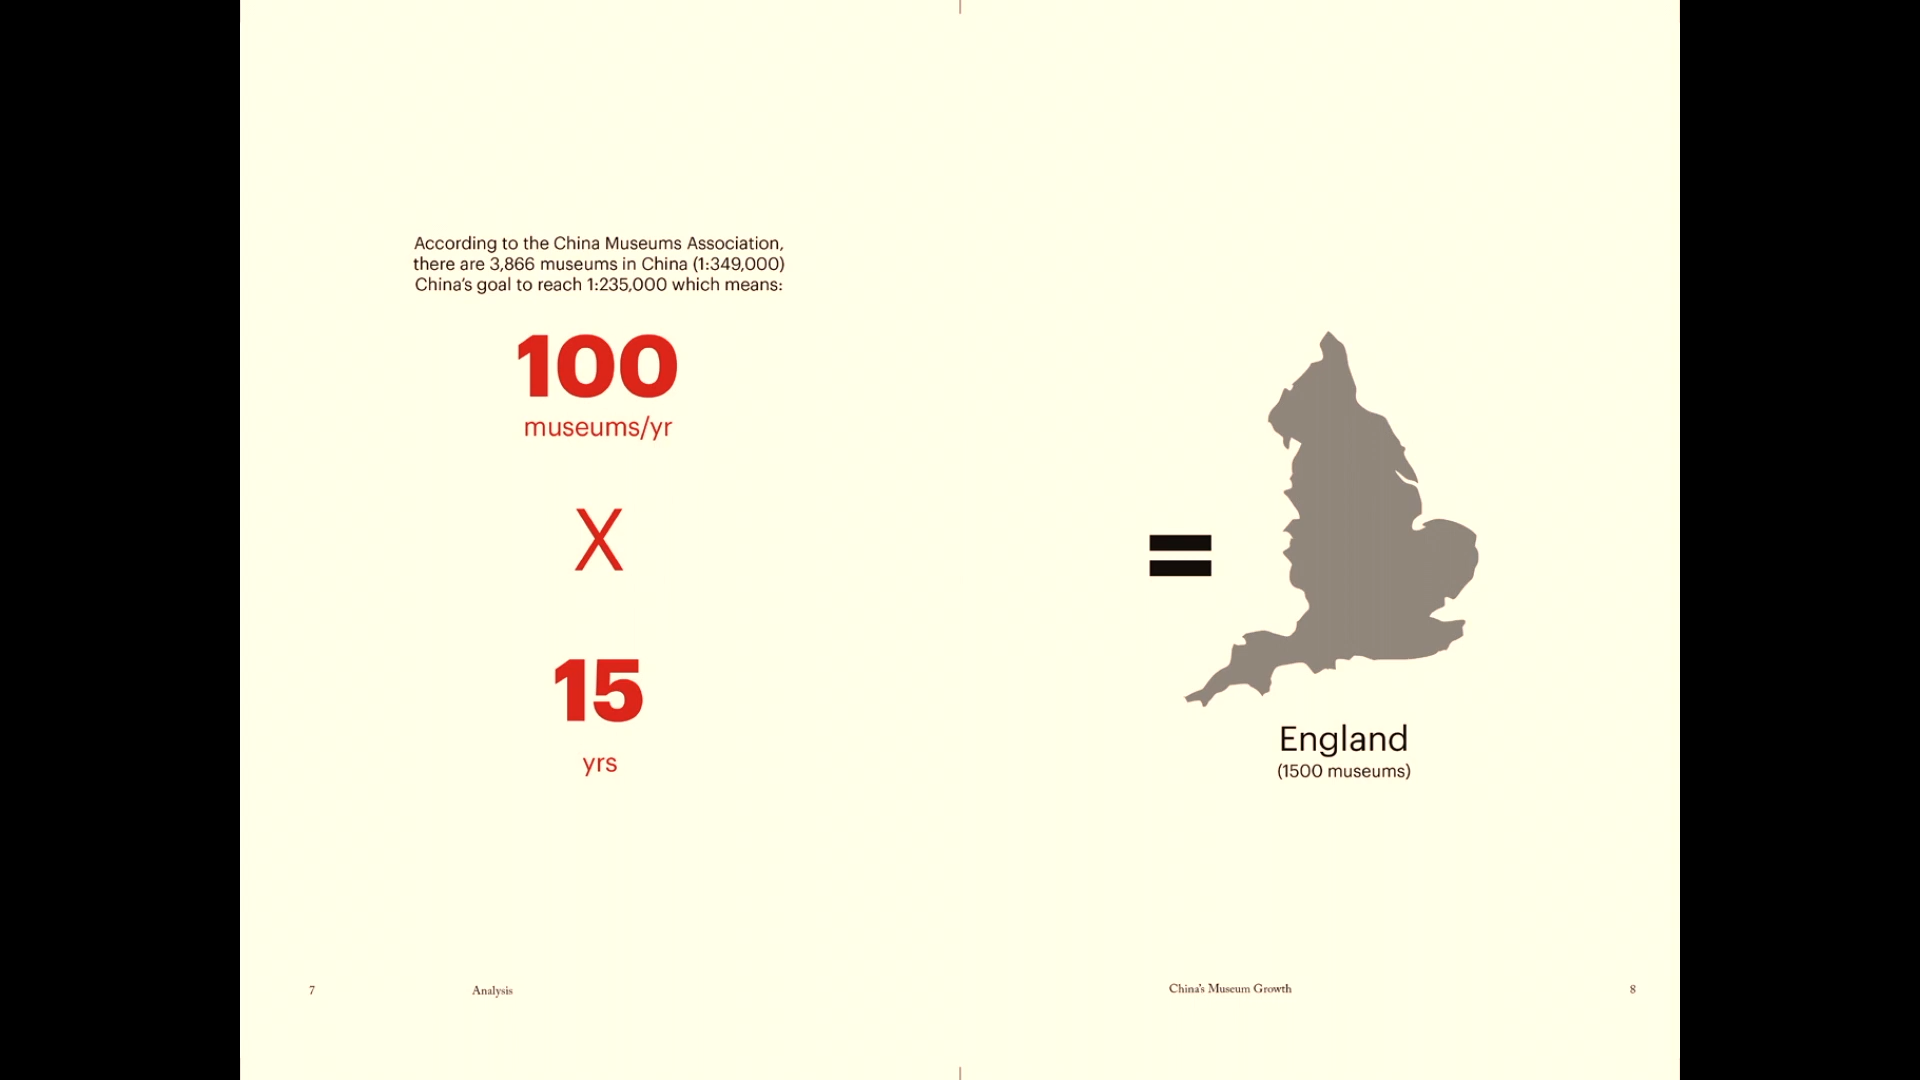 According to the China Museums Association,
there are 3,866 museums in China (1:349,000)
China's goal to reach 1:235,000 which means:
100
museums/yr
X
15
yrs
=
England
(1500 museums)
7
Analysis
China's Museum Growth
8